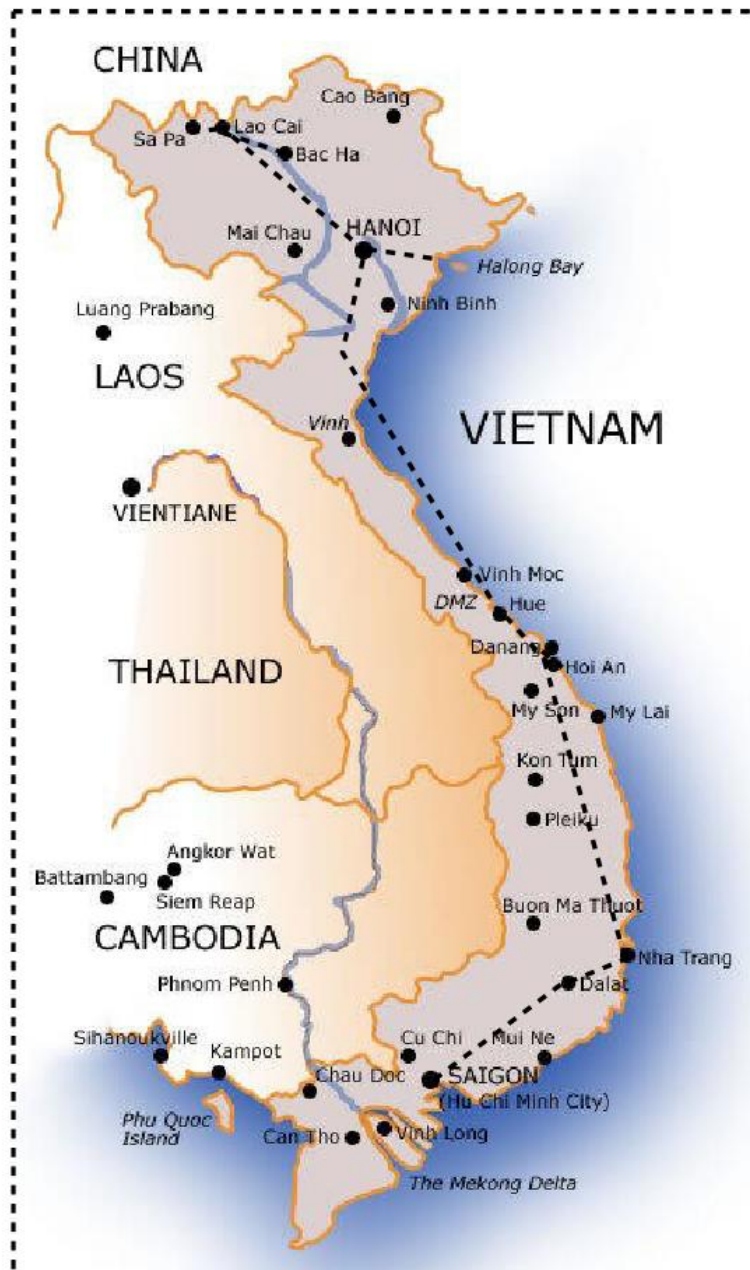 CHINA
Cao Bang
Sa Pa
Lao Cai
Bac Ha
Mai Chau
HANOI
Halong Bay
Ninh Binh
Luang Prabang
LAOS
VIETNAM
Vinh
VIENTIANE
Vinh Moc
DMZ
Hue
Danang
Hoi An
THAILAND
My Son
My Lai
Kon Tum
Pleiku
Angkor Wat
Battambang
Siem Reap
Buon Ma Thuot
CAMBODIA
Nha Trang
Phnom Penh
Dalat
Sihanoukville
Kampot
Cu Chi
Mui Ne
Chau Doc
SAIGON
(Hu Chi Minh City)
Phu Quoc
Island
Can Tho
Vinh Long
The Mekong Delta